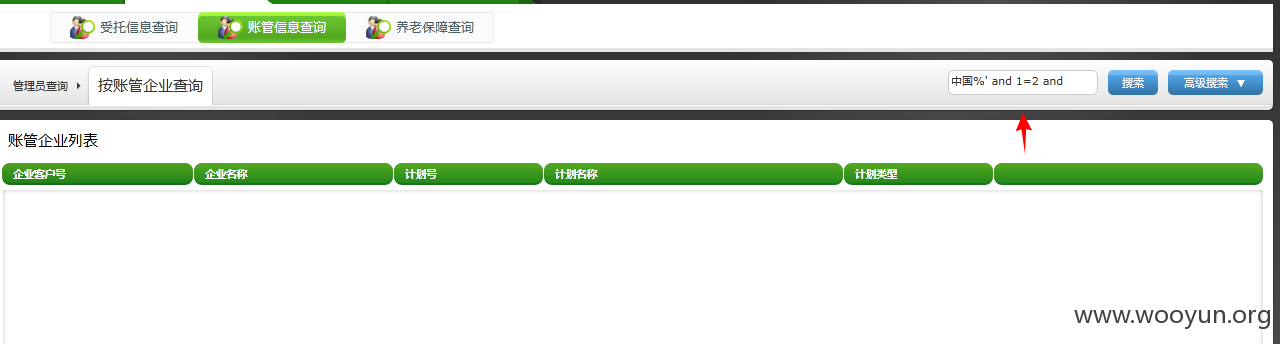 受托信息查询 账管信息查询 养老保障查询
管理员查询 按账管企业查询 中国%' and 1=2 and 搜索 高级搜索 ▼
账管企业列表
企业客户号 企业名称 计划号 计划名称 计划类型
www.wooyun.org